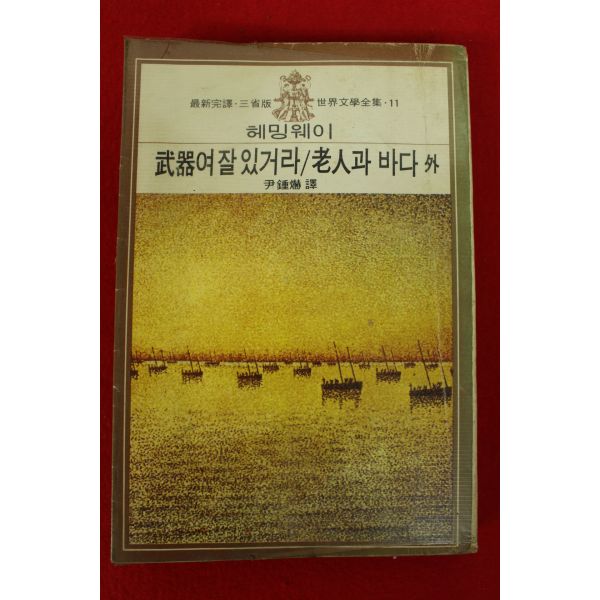 最新完譯·三省版 世界文學全集·11
헤밍웨이
武器여 잘 있거라/老人과 바다 外
尹鍾爀 譯